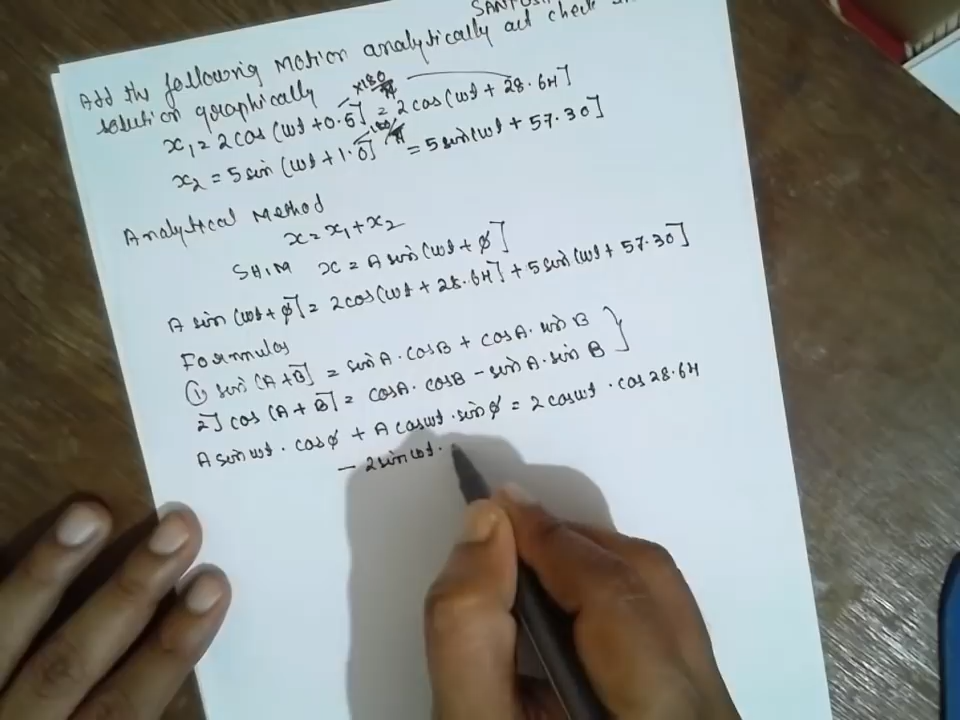 SANTOSH
Add the following Motion analytically act check
solution graphically
x₁ = 2 cos (ωt + 0.5] ×180/π = 2 cos (ωt + 28.64]
x₂ = 5 sin (ωt + 1.0] ×180/π = 5 sin (ωt + 57.30]
Analytical Method
x = x₁ + x₂
S.H.M x = A sin (ωt + ϕ]
A sin (ωt + ϕ] = 2 cos (ωt + 28.64] + 5 sin (ωt + 57.30]
Formulas
① sin (A+B] = sin A · cos B + cos A · sin B }
2] cos (A + B] = cos A · cos B − sin A · sin B
A sin ωt · cos ϕ + A cos ωt · sin ϕ = 2 cos ωt · cos 28.64
− 2 sin ωt ·